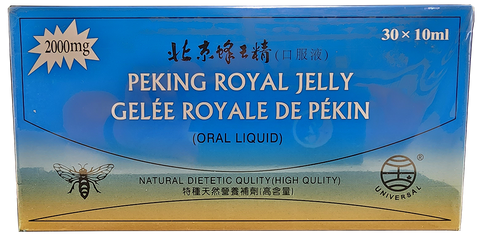 2000mg
30×10ml
北京蜂王精(口服液)
PEKING ROYAL JELLY
GELÉE ROYALE DE PÉKIN
(ORAL LIQUID)
NATURAL DIETETIC QULITY(HIGH QULITY)
特種天然營養補劑(高含量)
®
UNIVERSAL